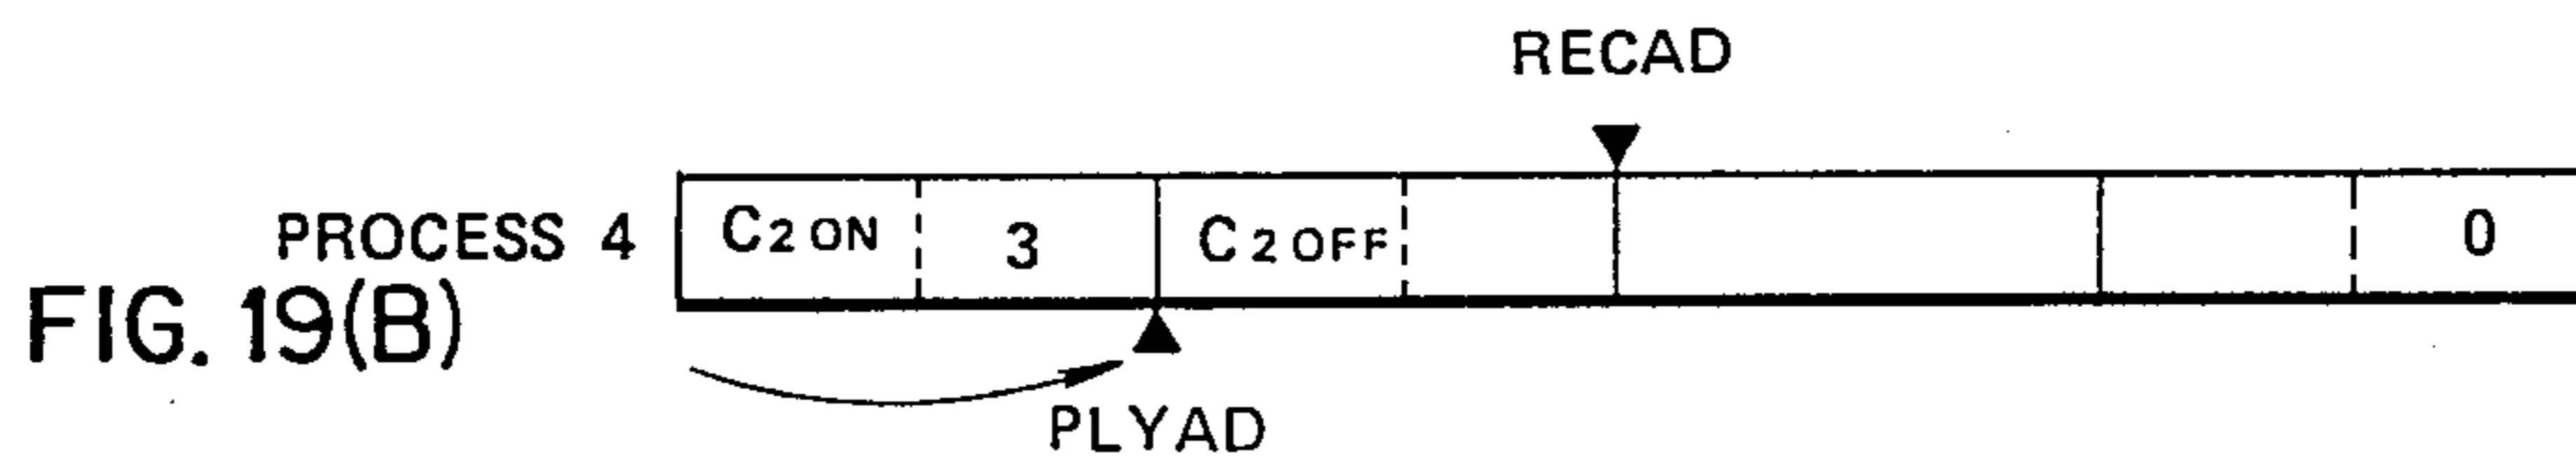 RECAD
PROCESS 4 C2 ON 3 C2 OFF 0
FIG. 19(B)
PLYAD